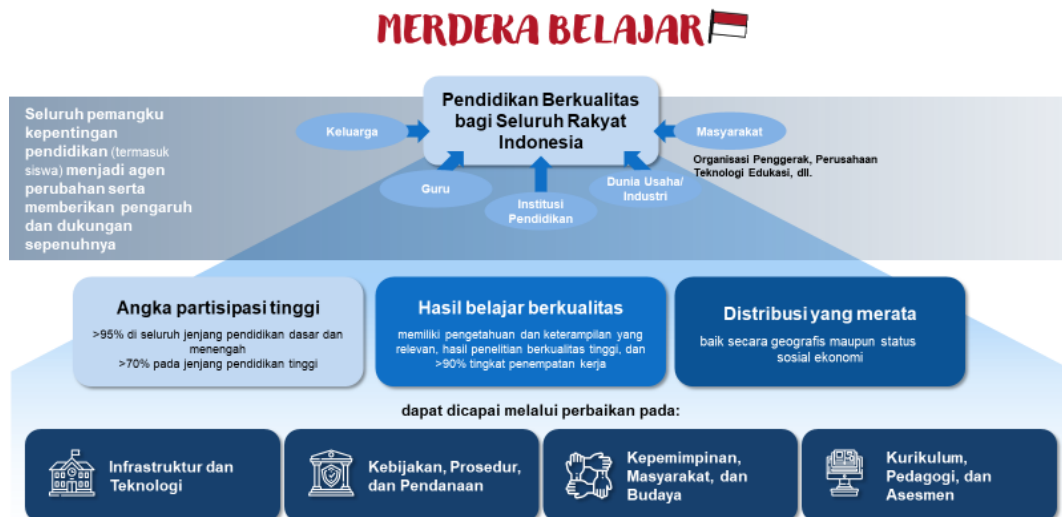 MERDEKA BELAJAR
Seluruh pemangku
kepentingan
pendidikan (termasuk
siswa) menjadi agen
perubahan serta
memberikan pengaruh
dan dukungan
sepenuhnya
Pendidikan Berkualitas
bagi Seluruh Rakyat
Indonesia
Keluarga
Guru
Institusi
Pendidikan
Dunia Usaha/
Industri
Masyarakat
Organisasi Penggerak, Perusahaan
Teknologi Edukasi, dll.
Angka partisipasi tinggi
>95% di seluruh jenjang pendidikan dasar dan
menengah
>70% pada jenjang pendidikan tinggi
Hasil belajar berkualitas
memiliki pengetahuan dan keterampilan yang
relevan, hasil penelitian berkualitas tinggi, dan
>90% tingkat penempatan kerja
Distribusi yang merata
baik secara geografis maupun status
sosial ekonomi
dapat dicapai melalui perbaikan pada:
Infrastruktur dan
Teknologi
Kebijakan, Prosedur,
dan Pendanaan
Kepemimpinan,
Masyarakat, dan
Budaya
Kurikulum,
Pedagogi, dan
Asesmen